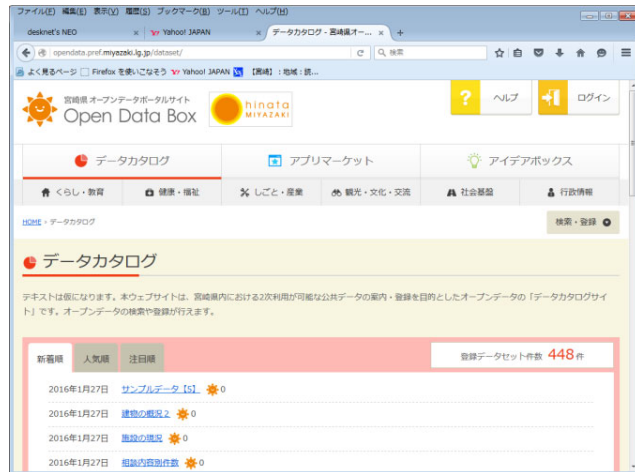 ファイル(F) 編集(E) 表示(V) 履歴(S) ブックマーク(B) ツール(T) ヘルプ(H)
desknet's NEO × Yahoo! JAPAN × データカタログ - 宮崎県オー... × +
opendata.pref.miyazaki.lg.jp/dataset/ 検索
よく見るページ Firefox を使いこなそう Yahoo! JAPAN 【宮崎】：地域：読...
宮崎県 オープンデータポータルサイト
Open Data Box
hinata
MIYAZAKI
? ヘルプ ログイン
データカタログ アプリマーケット アイデアボックス
くらし・教育 健康・福祉 しごと・産業 観光・文化・交流 社会基盤 行政情報
HOME › データカタログ 検索・登録
データカタログ
テキストは仮になります。本ウェブサイトは、宮崎県内における2次利用が可能な公共データの案内・登録を目的としたオープンデータの「データカタログサイ
ト」です。オープンデータの検索や登録が行えます。
新着順 人気順 注目順 登録データセット件数 448 件
2016年1月27日 サンプルデータ【S】 0
2016年1月27日 建物の概況２ 0
2016年1月27日 施設の現況 0
2016年1月27日 相談内容別件数 0